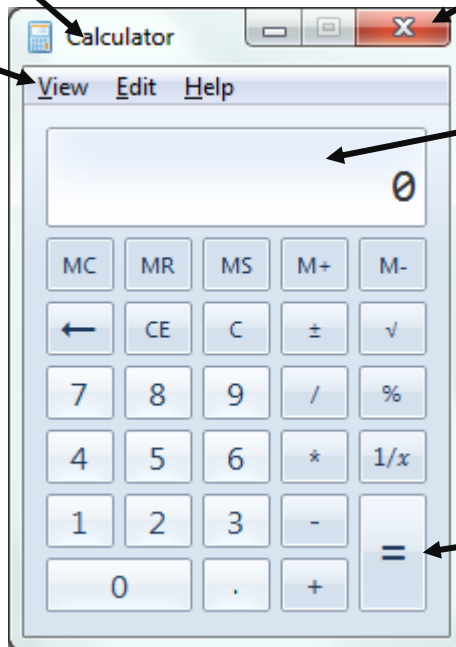 Calculator
View Edit Help
0
MC MR MS M+ M-
← CE C ± √
7 8 9 / %
4 5 6 * 1/x
1 2 3 - =
0 . +